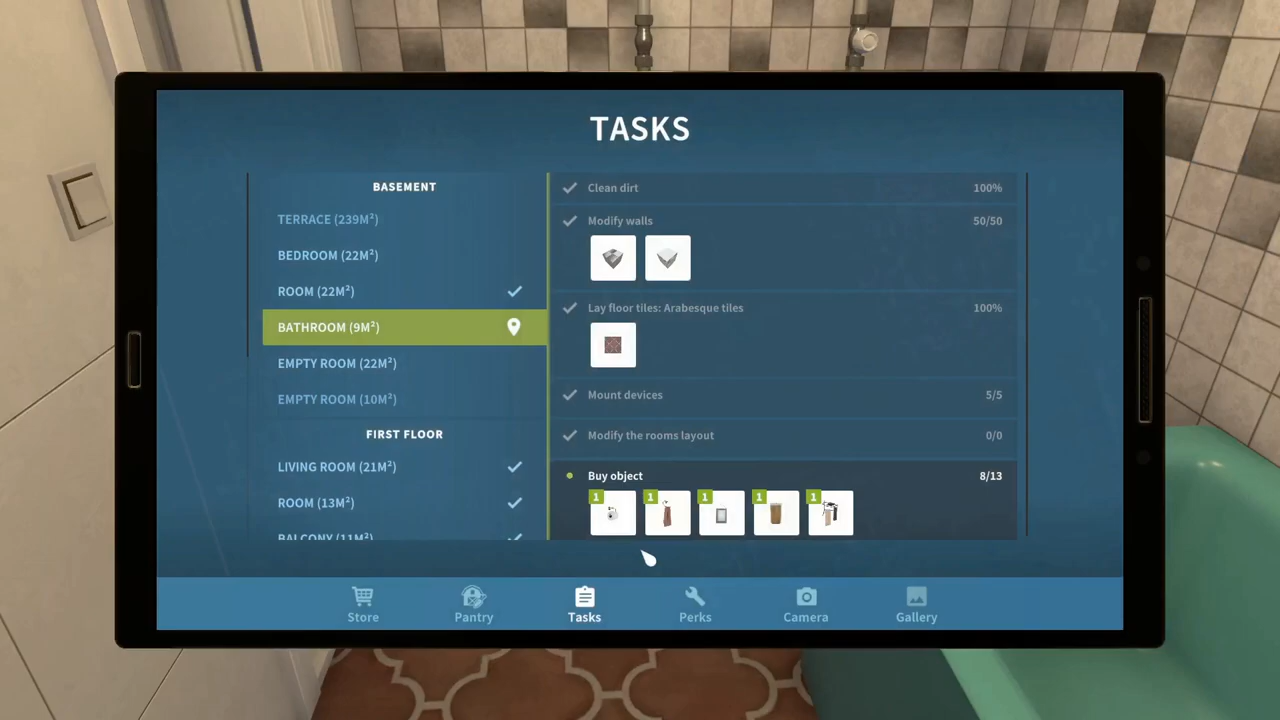 TASKS
BASEMENT
TERRACE (239M²)
BEDROOM (22M²)
ROOM (22M²)
BATHROOM (9M²)
EMPTY ROOM (22M²)
EMPTY ROOM (10M²)
FIRST FLOOR
LIVING ROOM (21M²)
ROOM (13M²)
BALCONY (11M²)
Clean dirt 100%
Modify walls 50/50
Lay floor tiles: Arabesque tiles 100%
Mount devices 5/5
Modify the rooms layout 0/0
Buy object 8/13
1 1 1 1 1
Store Pantry Tasks Perks Camera Gallery